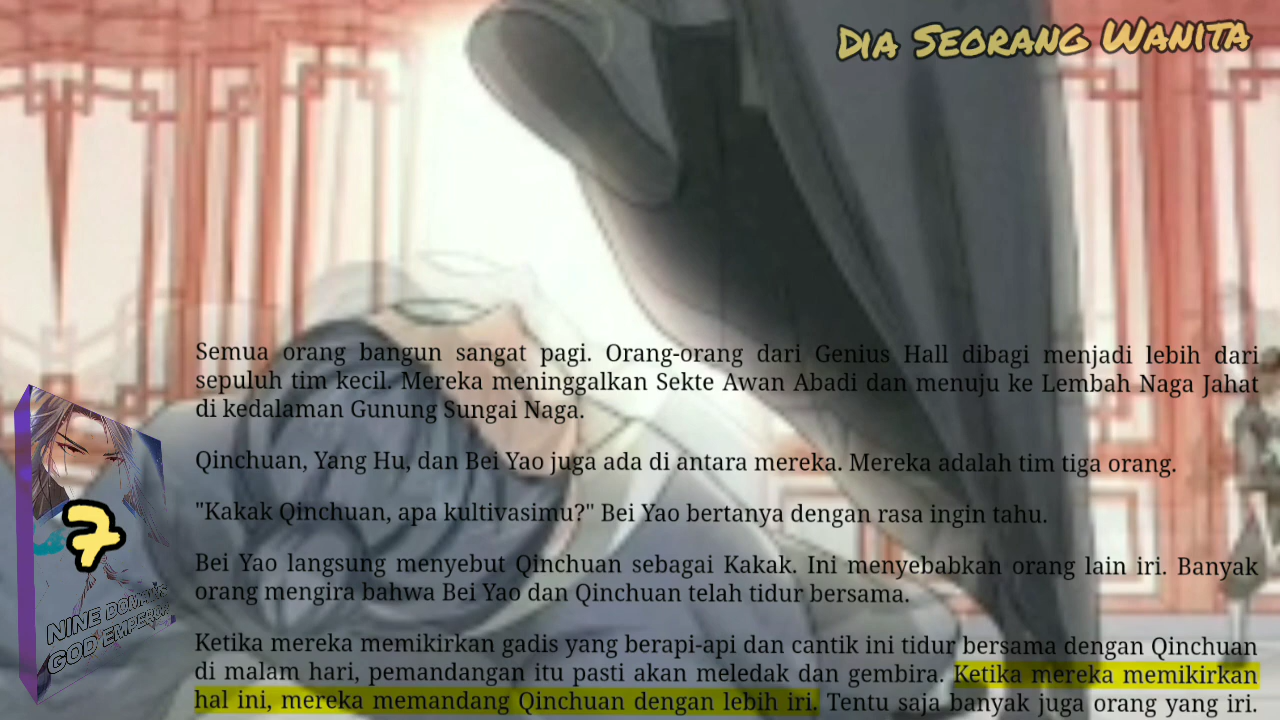 Dia Seorang Wanita
Semua orang bangun sangat pagi. Orang-orang dari Genius Hall dibagi menjadi lebih dari
sepuluh tim kecil. Mereka meninggalkan Sekte Awan Abadi dan menuju ke Lembah Naga Jahat
di kedalaman Gunung Sungai Naga.
Qinchuan, Yang Hu, dan Bei Yao juga ada di antara mereka. Mereka adalah tim tiga orang.
"Kakak Qinchuan, apa kultivasimu?" Bei Yao bertanya dengan rasa ingin tahu.
Bei Yao langsung menyebut Qinchuan sebagai Kakak. Ini menyebabkan orang lain iri. Banyak
orang mengira bahwa Bei Yao dan Qinchuan telah tidur bersama.
Ketika mereka memikirkan gadis yang berapi-api dan cantik ini tidur bersama dengan Qinchuan
di malam hari, pemandangan itu pasti akan meledak dan gembira. Ketika mereka memikirkan
hal ini, mereka memandang Qinchuan dengan lebih iri. Tentu saja banyak juga orang yang iri.
7
NINE DOMAINS
GOD EMPEROR